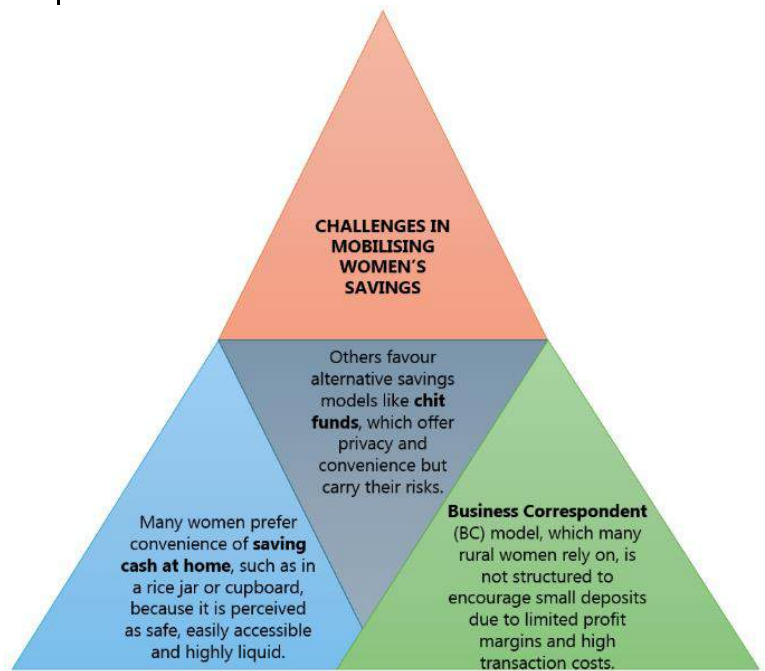 CHALLENGES IN
MOBILISING
WOMEN'S
SAVINGS
Others favour
alternative savings
models like chit
funds, which offer
privacy and
convenience but
carry their risks.
Many women prefer
convenience of saving
cash at home, such as in
a rice jar or cupboard,
because it is perceived
as safe, easily accessible
and highly liquid.
Business Correspondent
(BC) model, which many
rural women rely on, is
not structured to
encourage small deposits
due to limited profit
margins and high
transaction costs.